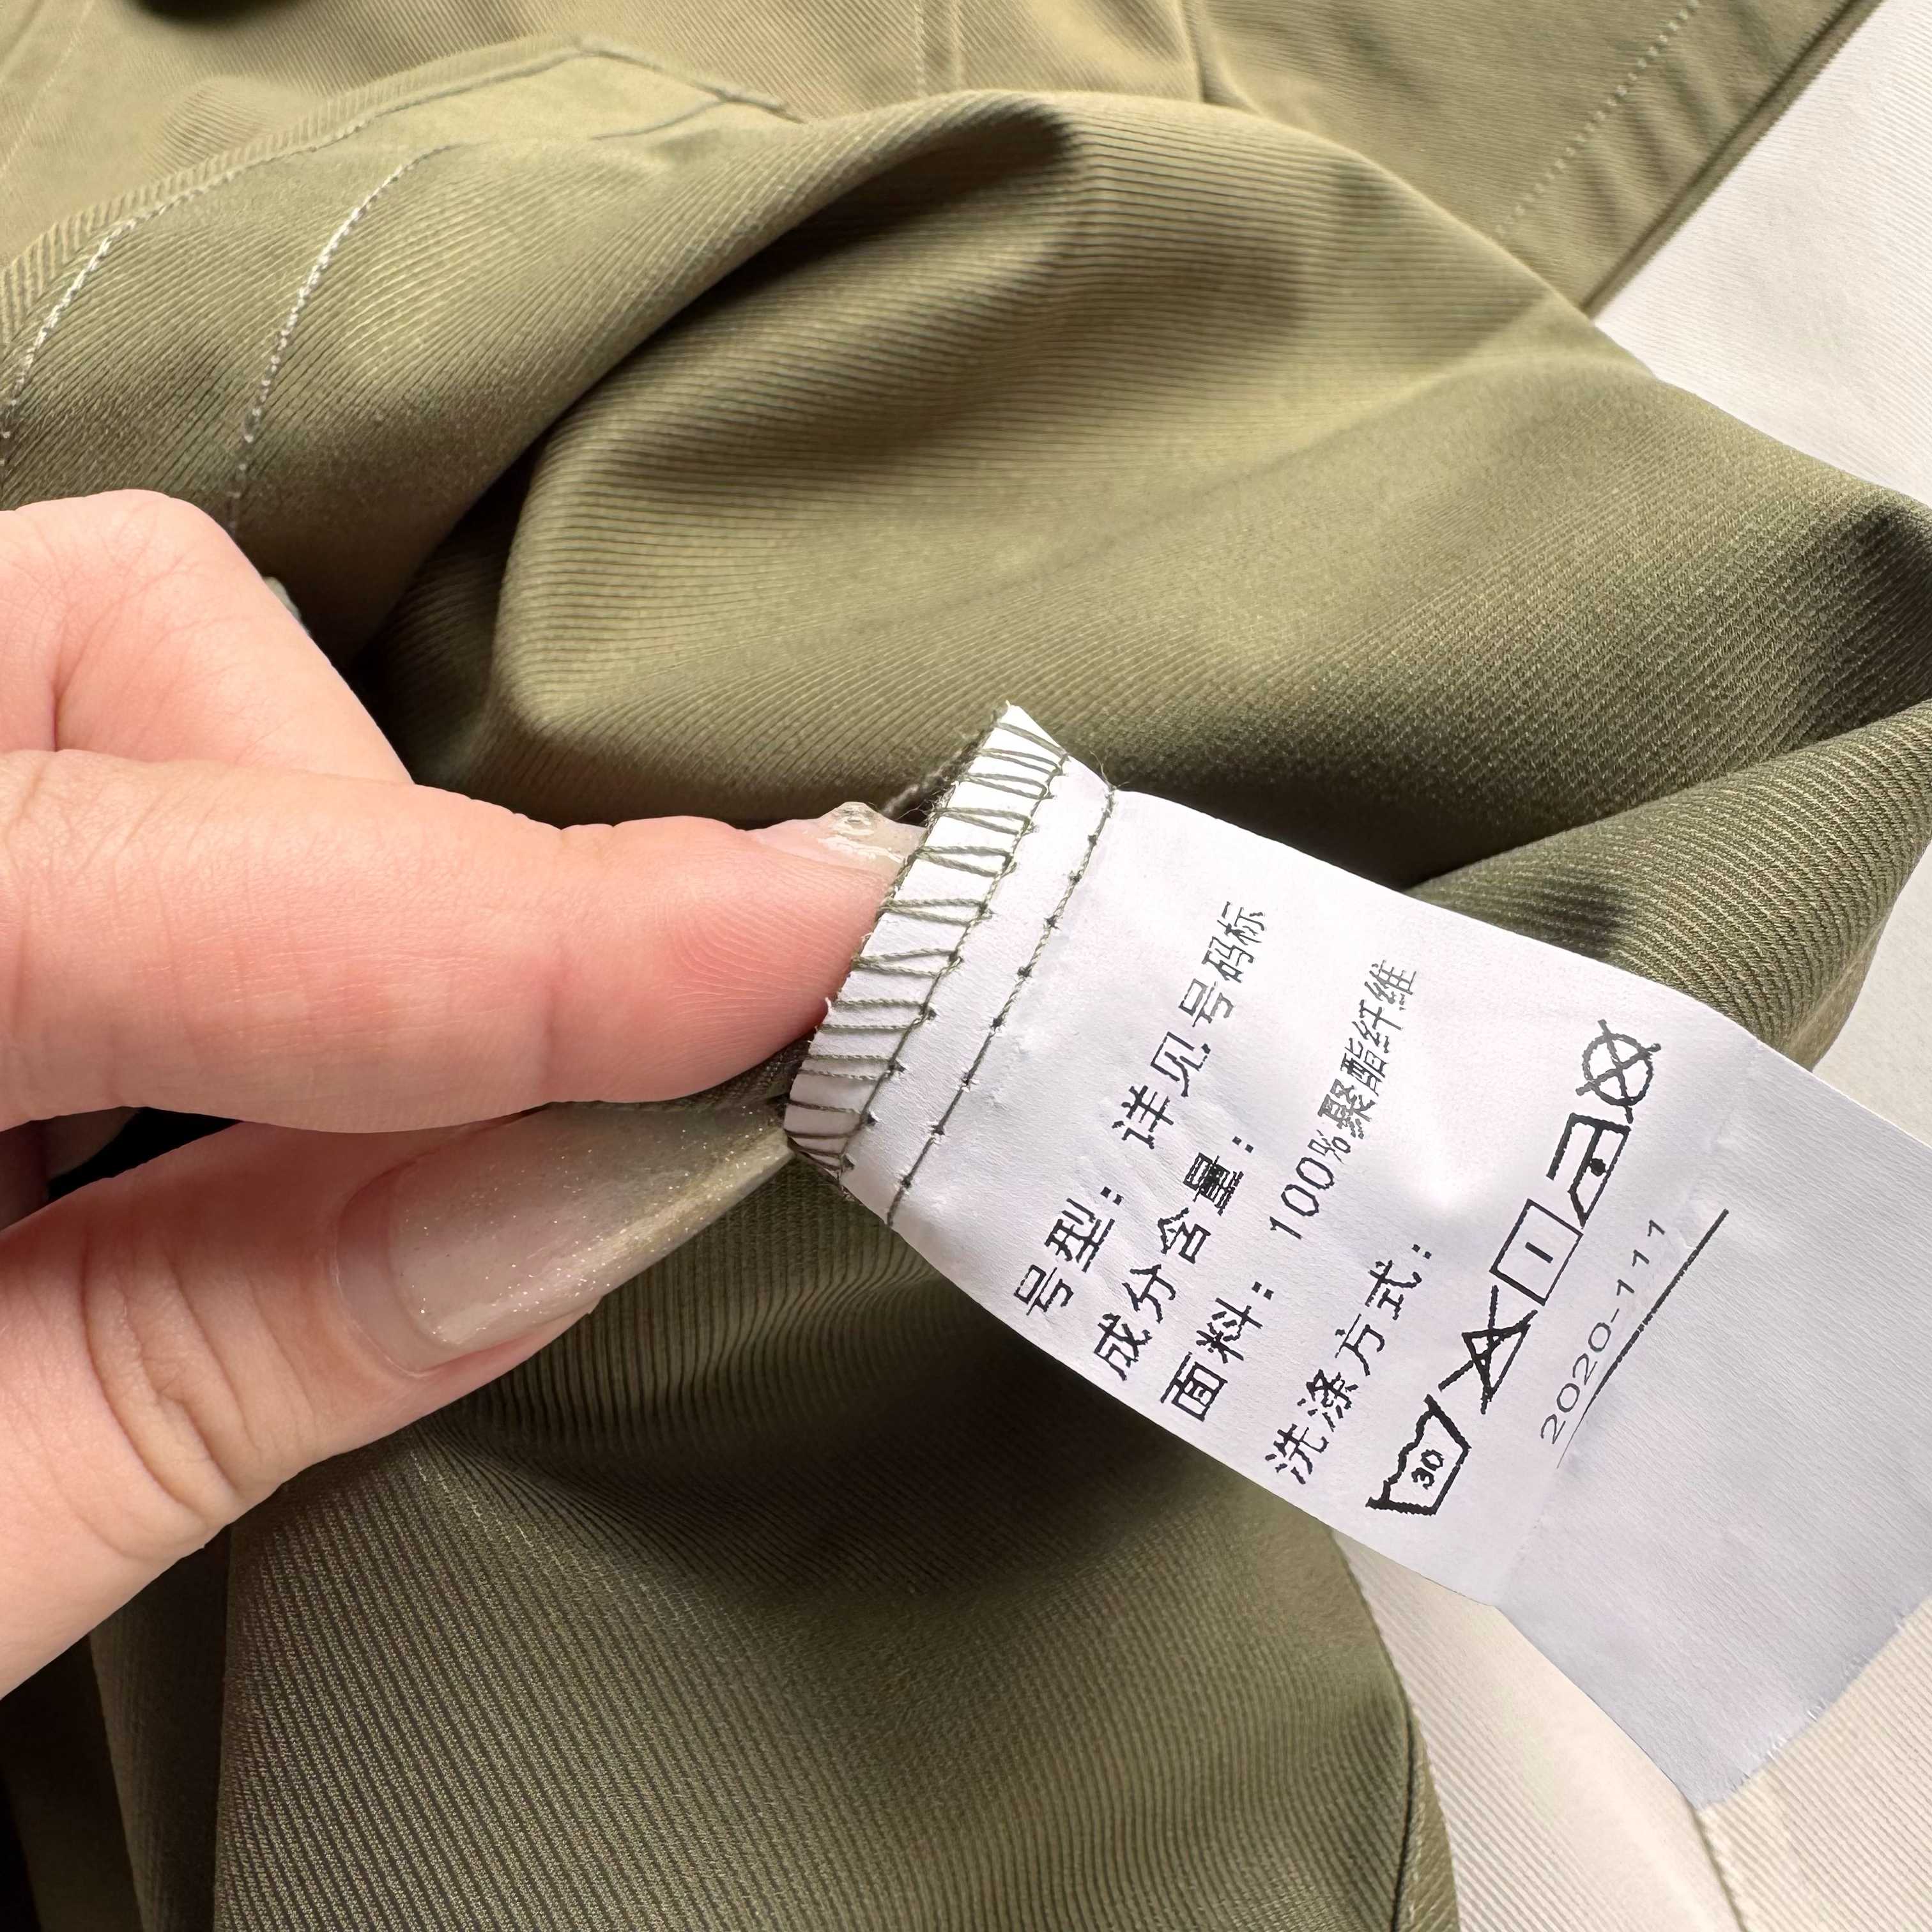 号型：详见号码标
成分含量：
面料：100%聚酯纤维
洗涤方式：
30
2020-111